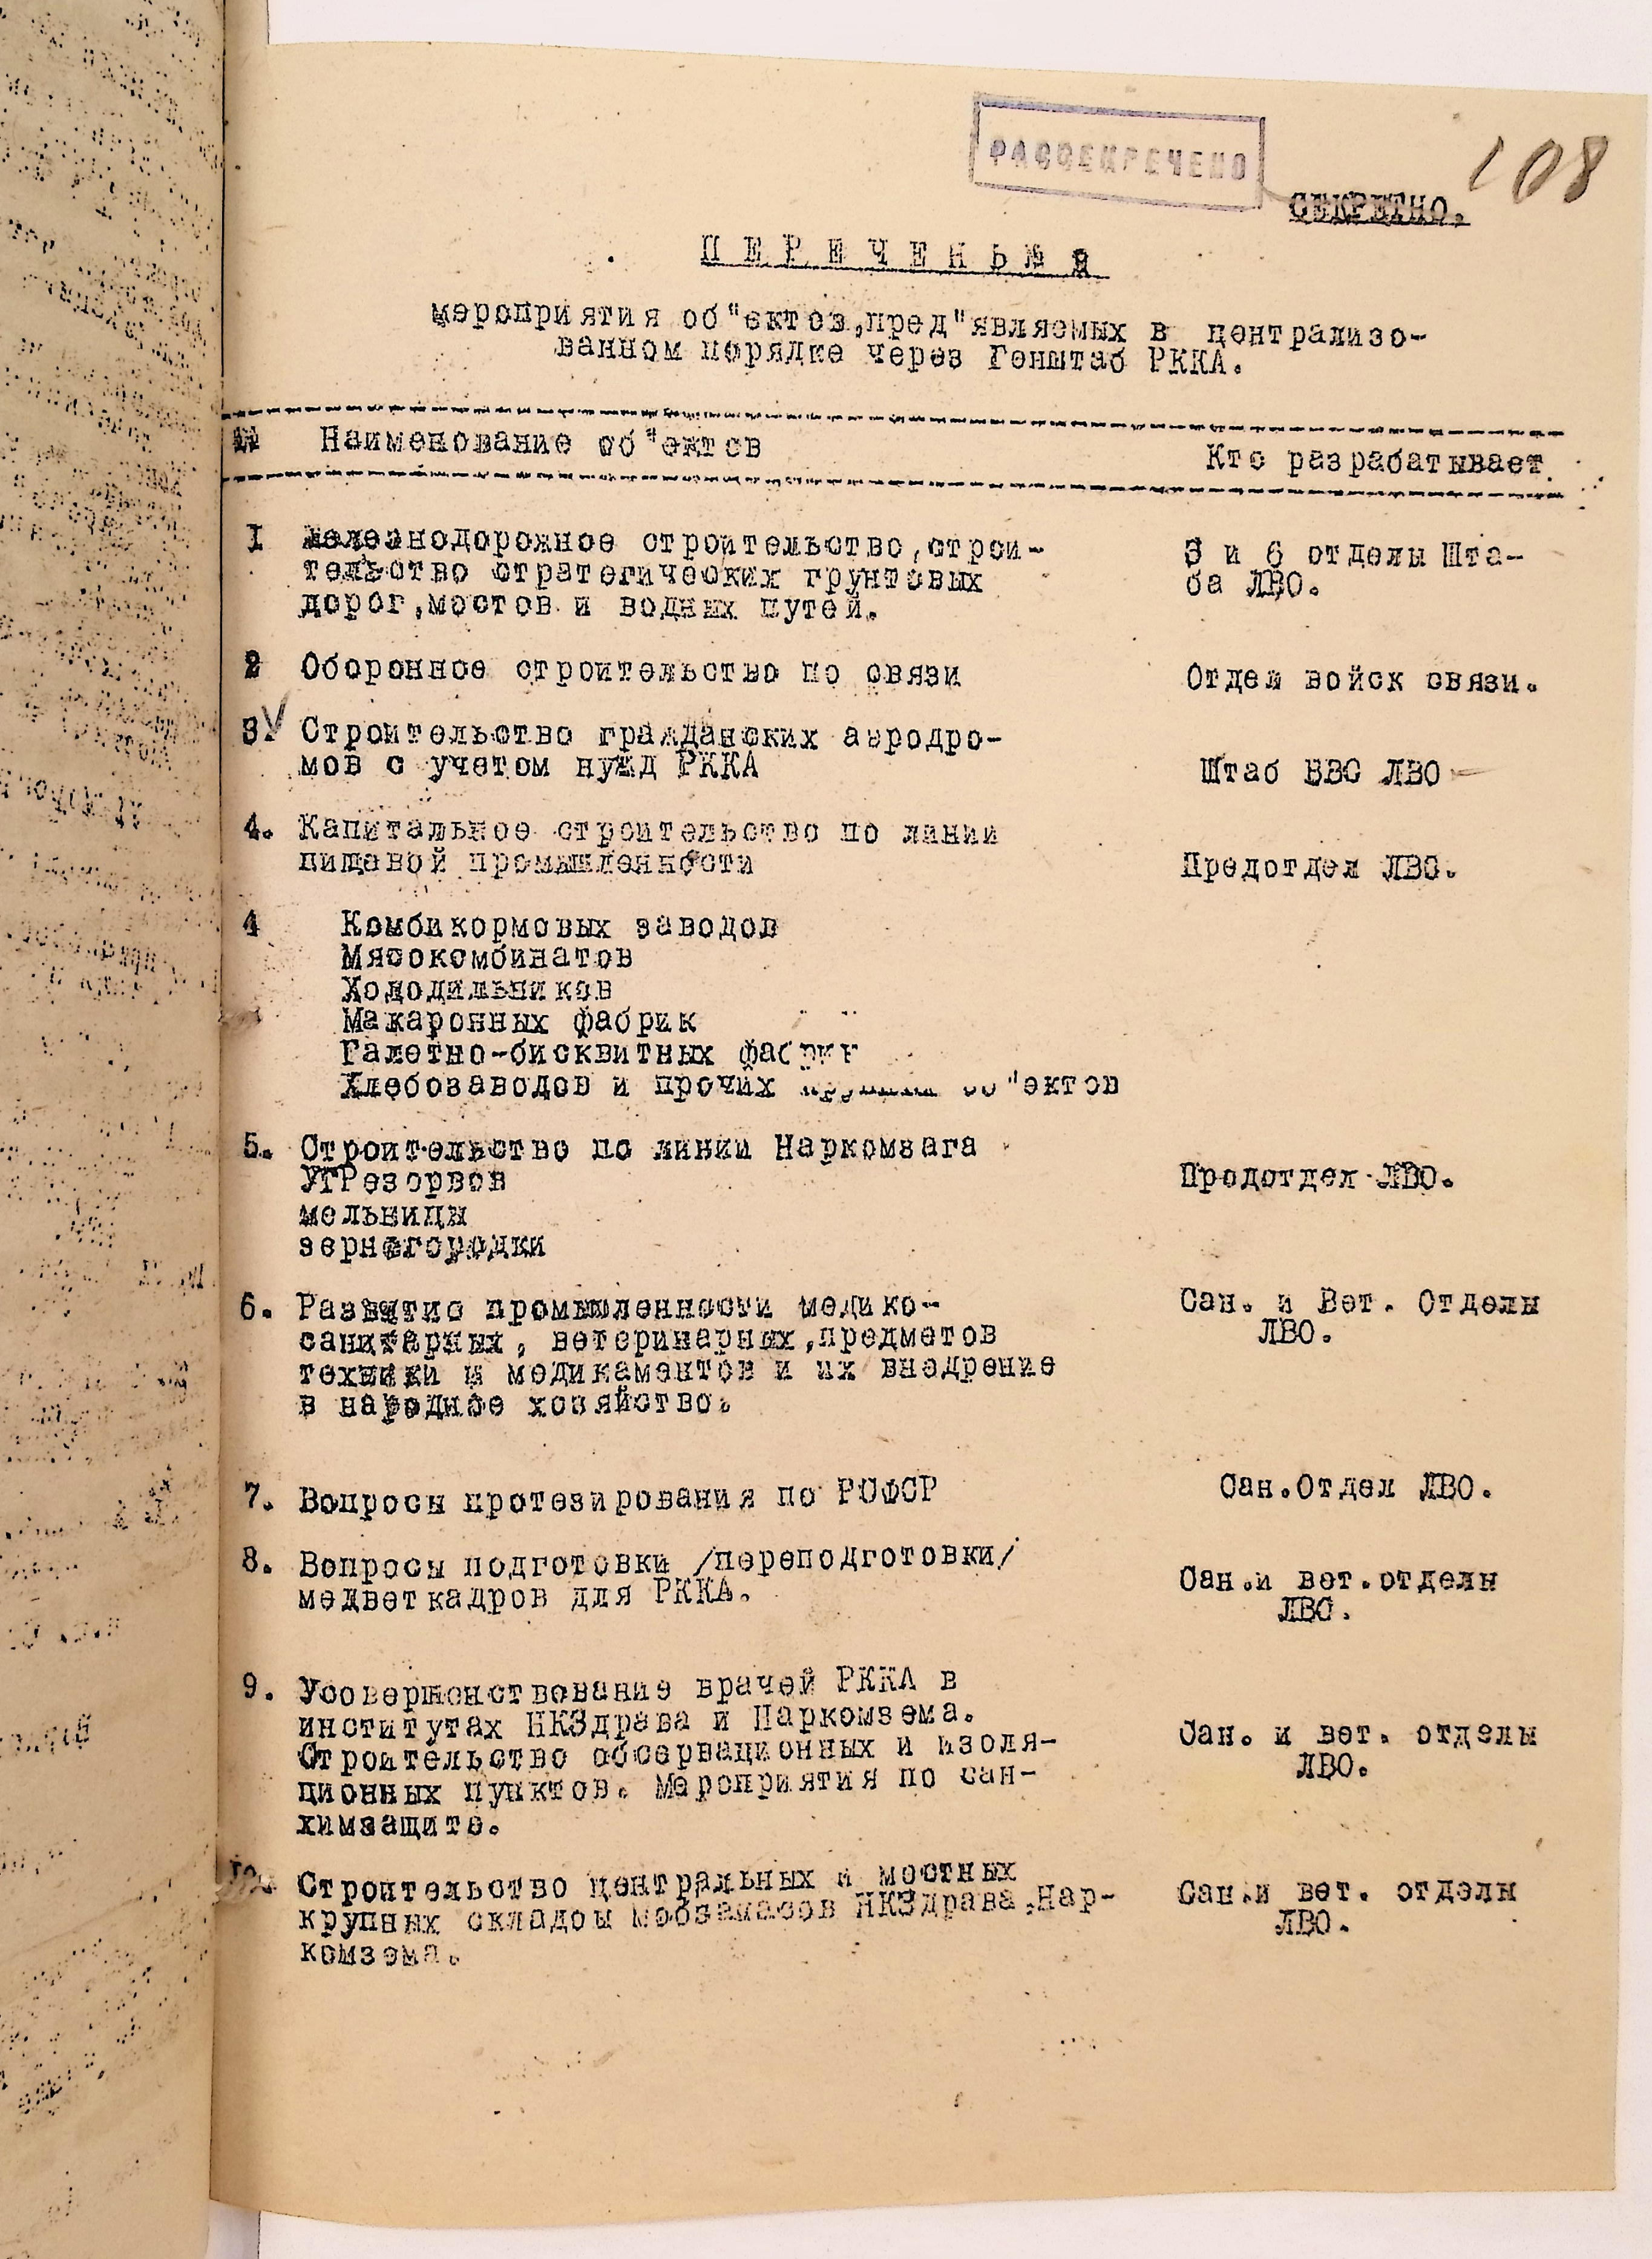 РАССЕКРЕЧЕНО
108
СЕКРЕТНО.
П Е Р Е Ч Е Н Ь
мероприятия об"ектов,пред"являемых в централизо-
ванном порядке через Генштаб РККА.
Наименование об"ектов
Кто разрабатывает
I железнодорожное строительство,строи-
тельство стратегических грунтовых
дорог,мостов и водных путей.
и 6 отделы Шта-
ба ЛВО.
2 Оборонное строительство по связи
Отдел войск связи.
3. Строительство гражданских аеродро-
мов с учетом нужд РККА
Штаб ВВС ЛВО
4. Капитальное строительство по линии
пищевой промышленности
Предотдел ЛВО.
4 Комбикормовых заводов
Мясокомбинатов
Холодильников
Макаронных фабрик
Галетно-бисквитных фабрик
Хлебозаводов и прочих об"ектов
5. Строительство по линии Наркомзага
УГРезервов
мельницы
зерногородки
Продотдел ЛВО.
6. Развитие промышленности медико-
санитарных, ветеринарных,предметов
техники и медикаментов и их внедрение
в народное хозяйство.
Сан. и Вет. Отделы
ЛВО.
7. Вопросы протезирования по РСФСР
Сан.Отдел ЛВО.
8. Вопросы подготовки /переподготовки/
медвет кадров для РККА.
Сан.и вет.отделы
ЛВО.
9. Усовершенствование врачей РККА в
институтах НКЗдрава и Наркомзема.
Строительство обсервационных и изоля-
ционных пунктов. Мероприятия по сан-
химзащите.
Сан. и вет. отделы
ЛВО.
Строительство центральных и местных
крупных складоы мобзапасов НКЗдрава,Нар-
комзема.
Сан.и вет. отделы
ЛВО.